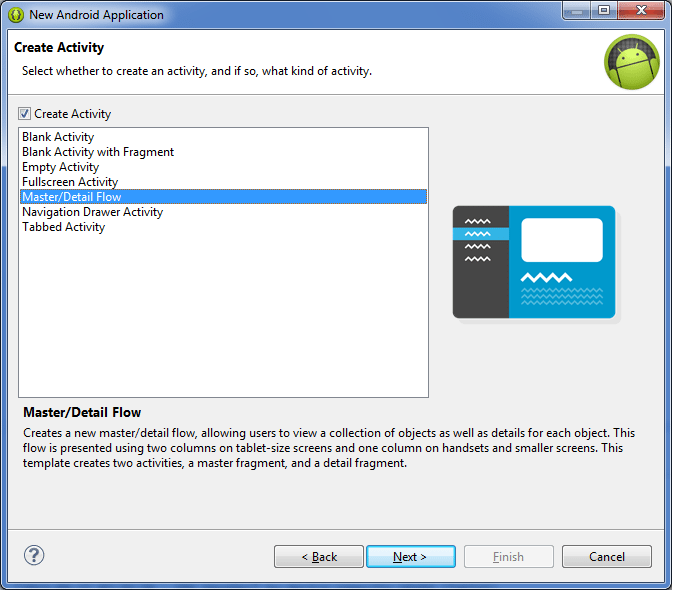 New Android Application
Create Activity
Select whether to create an activity, and if so, what kind of activity.
Create Activity
Blank Activity
Blank Activity with Fragment
Empty Activity
Fullscreen Activity
Master/Detail Flow
Navigation Drawer Activity
Tabbed Activity
Master/Detail Flow
Creates a new master/detail flow, allowing users to view a collection of objects as well as details for each object. This
flow is presented using two columns on tablet-size screens and one column on handsets and smaller screens. This
template creates two activities, a master fragment, and a detail fragment.
?
< Back
Next >
Finish
Cancel